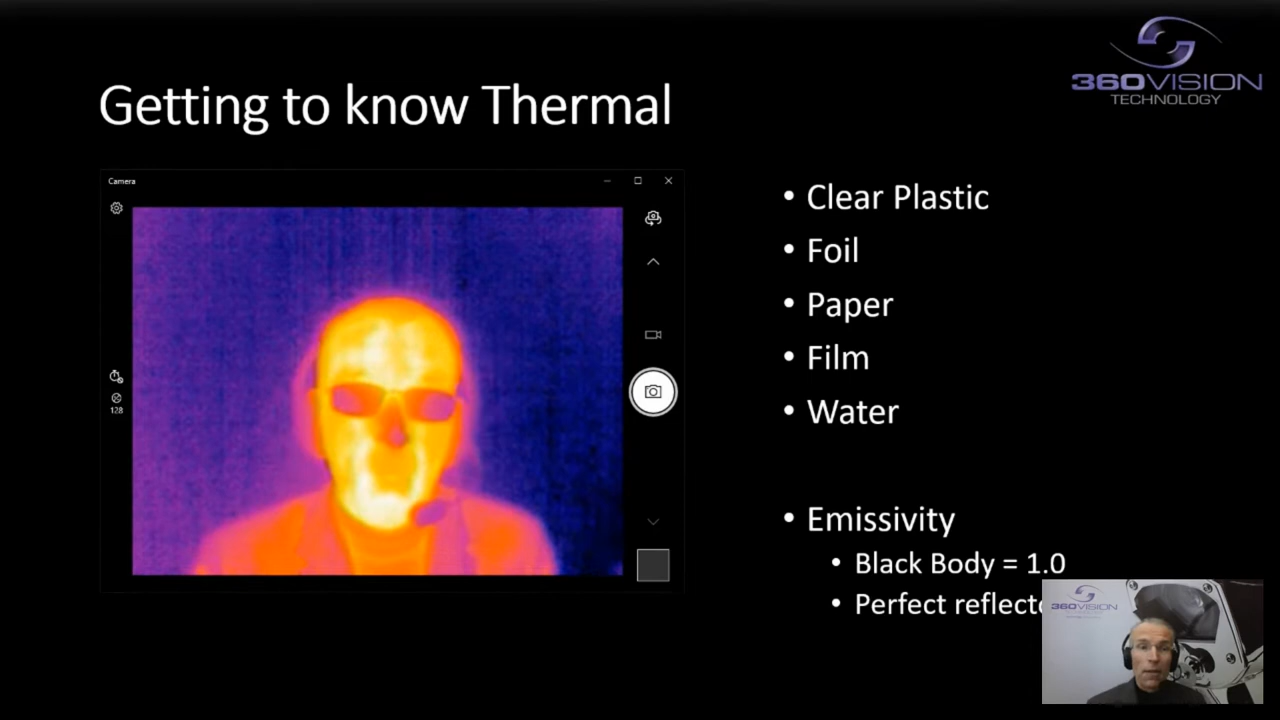 360VISION
TECHNOLOGY
Getting to know Thermal
Camera
128
• Clear Plastic
• Foil
• Paper
• Film
• Water
• Emissivity
• Black Body = 1.0
• Perfect reflecto
360VISION